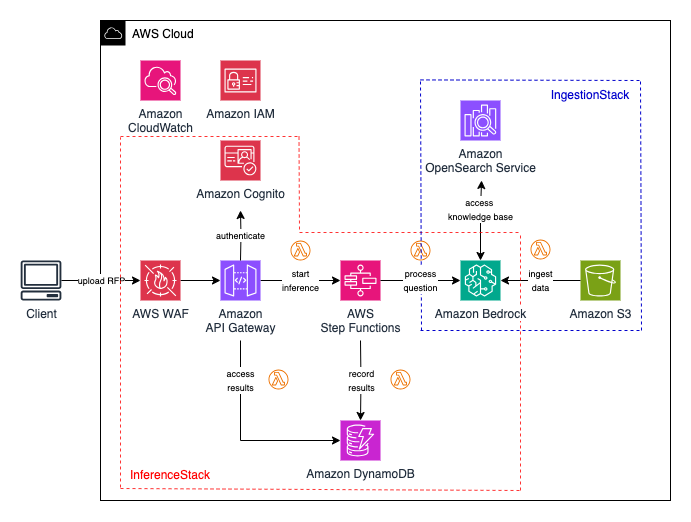 AWS Cloud
Amazon
CloudWatch
Amazon IAM
IngestionStack
Amazon
OpenSearch Service
Amazon Cognito
access
knowledge base
authenticate
start
inference
process
question
ingest
data
upload RFP
Client
AWS WAF
Amazon
API Gateway
AWS
Step Functions
Amazon Bedrock
Amazon S3
access
results
record
results
InferenceStack
Amazon DynamoDB